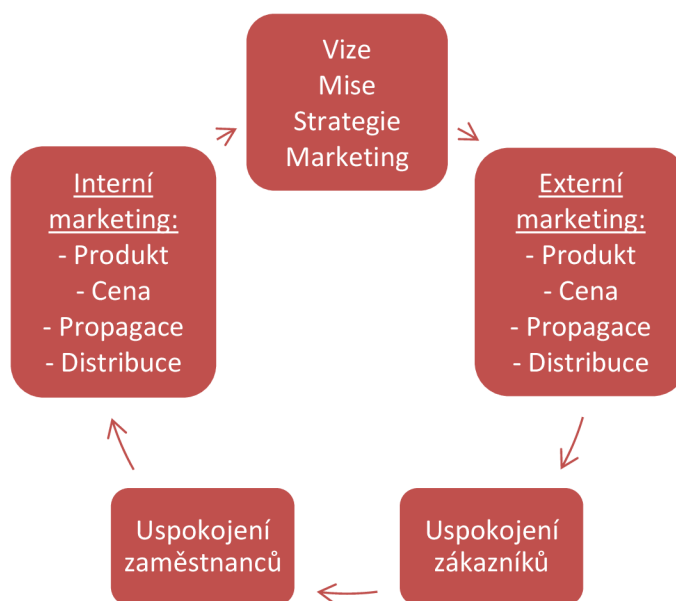 Vize
Mise
Strategie
Marketing
Interní
marketing:
- Produkt
- Cena
- Propagace
- Distribuce
Externí
marketing:
- Produkt
- Cena
- Propagace
- Distribuce
Uspokojení
zaměstnanců
Uspokojení
zákazníků